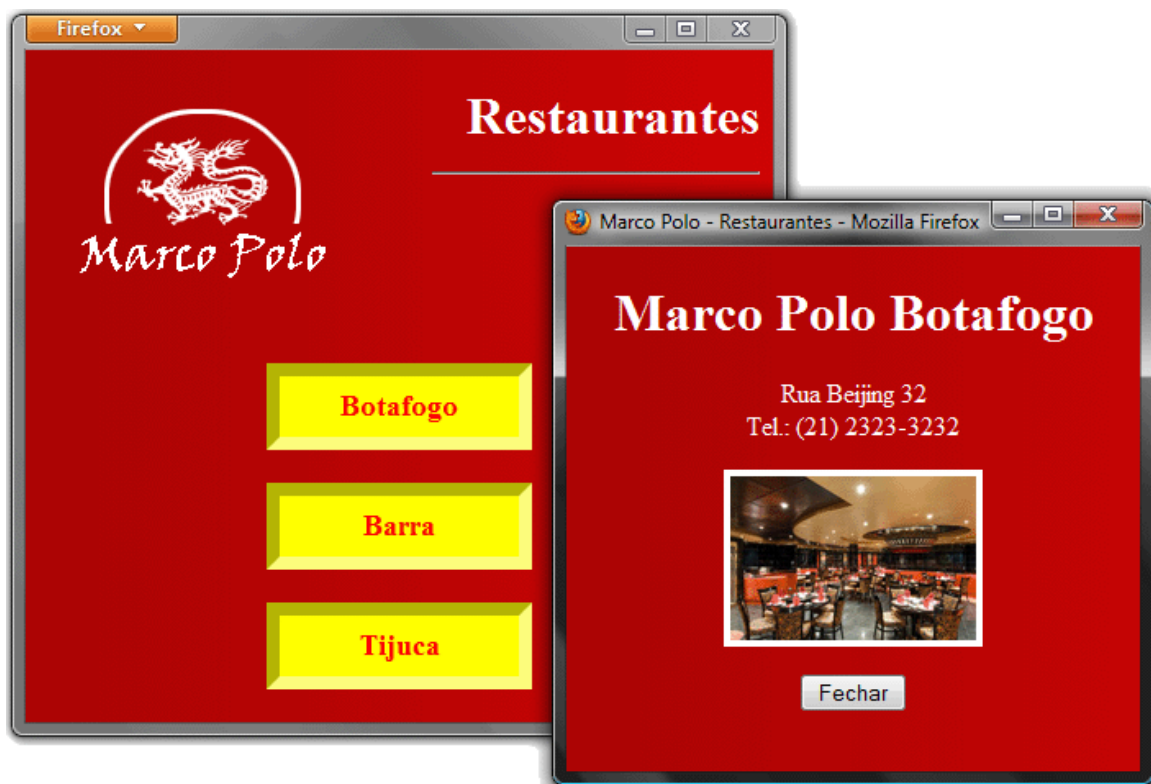 Firefox
Restaurantes
Marco Polo
Botafogo
Barra
Tijuca
Marco Polo - Restaurantes - Mozilla Firefox
Marco Polo Botafogo
Rua Beijing 32
Tel.: (21) 2323-3232
Fechar